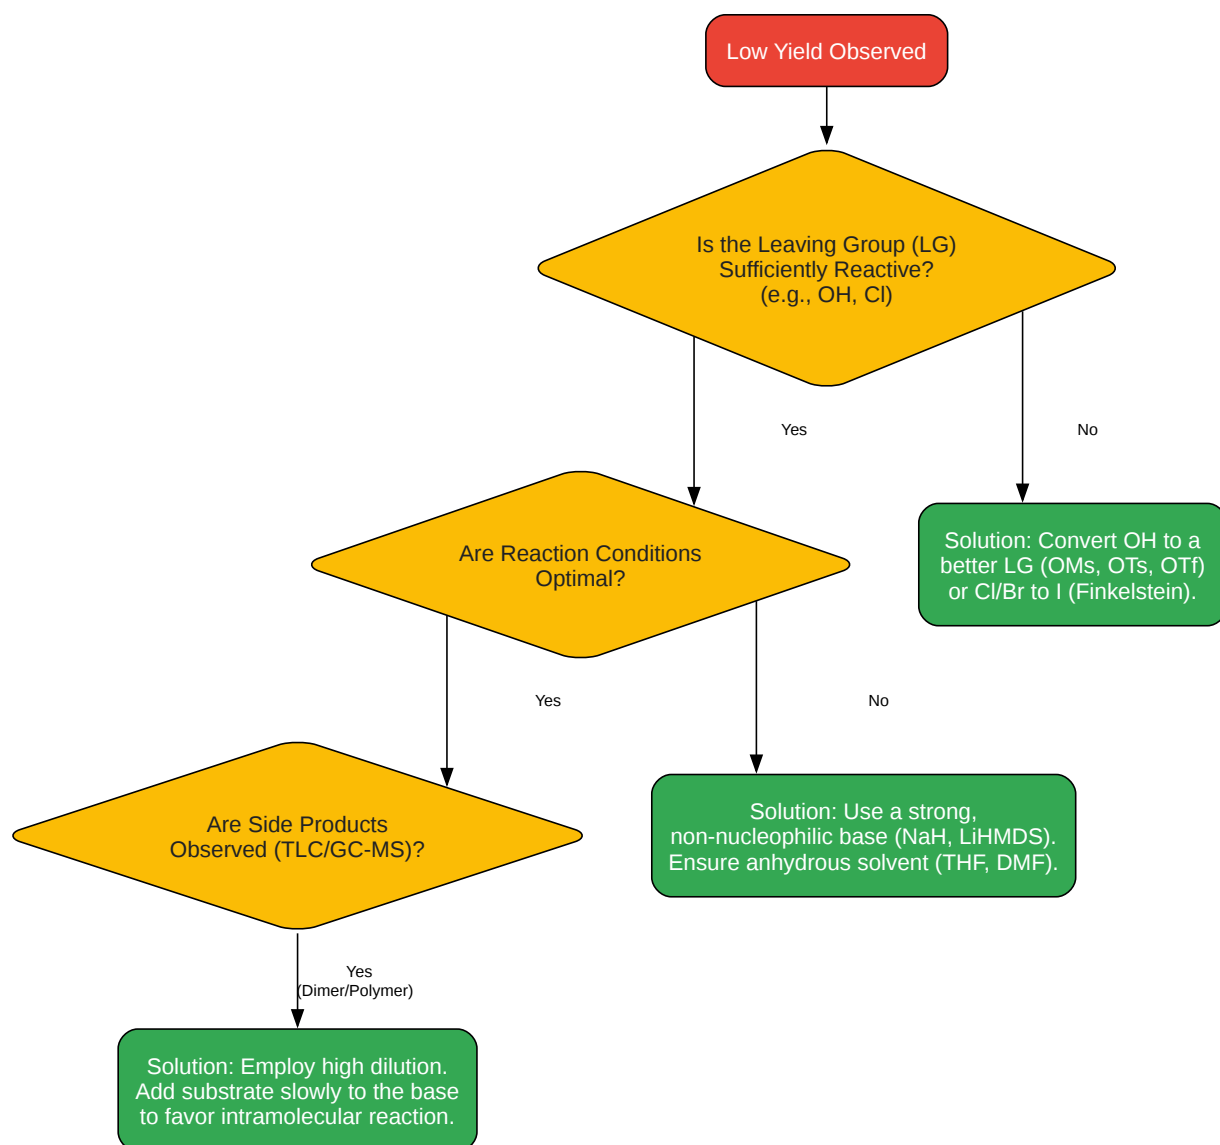 Low Yield Observed
Is the Leaving Group (LG)
Sufficiently Reactive?
(e.g., OH, Cl)
Yes
No
Are Reaction Conditions
Optimal?
Solution: Convert OH to a
better LG (OMs, OTs, OTf)
or Cl/Br to I (Finkelstein).
Yes
No
Are Side Products
Observed (TLC/GC-MS)?
Solution: Use a strong,
non-nucleophilic base (NaH, LiHMDS).
Ensure anhydrous solvent (THF, DMF).
Yes
(Dimer/Polymer)
Solution: Employ high dilution.
Add substrate slowly to the base
to favor intramolecular reaction.